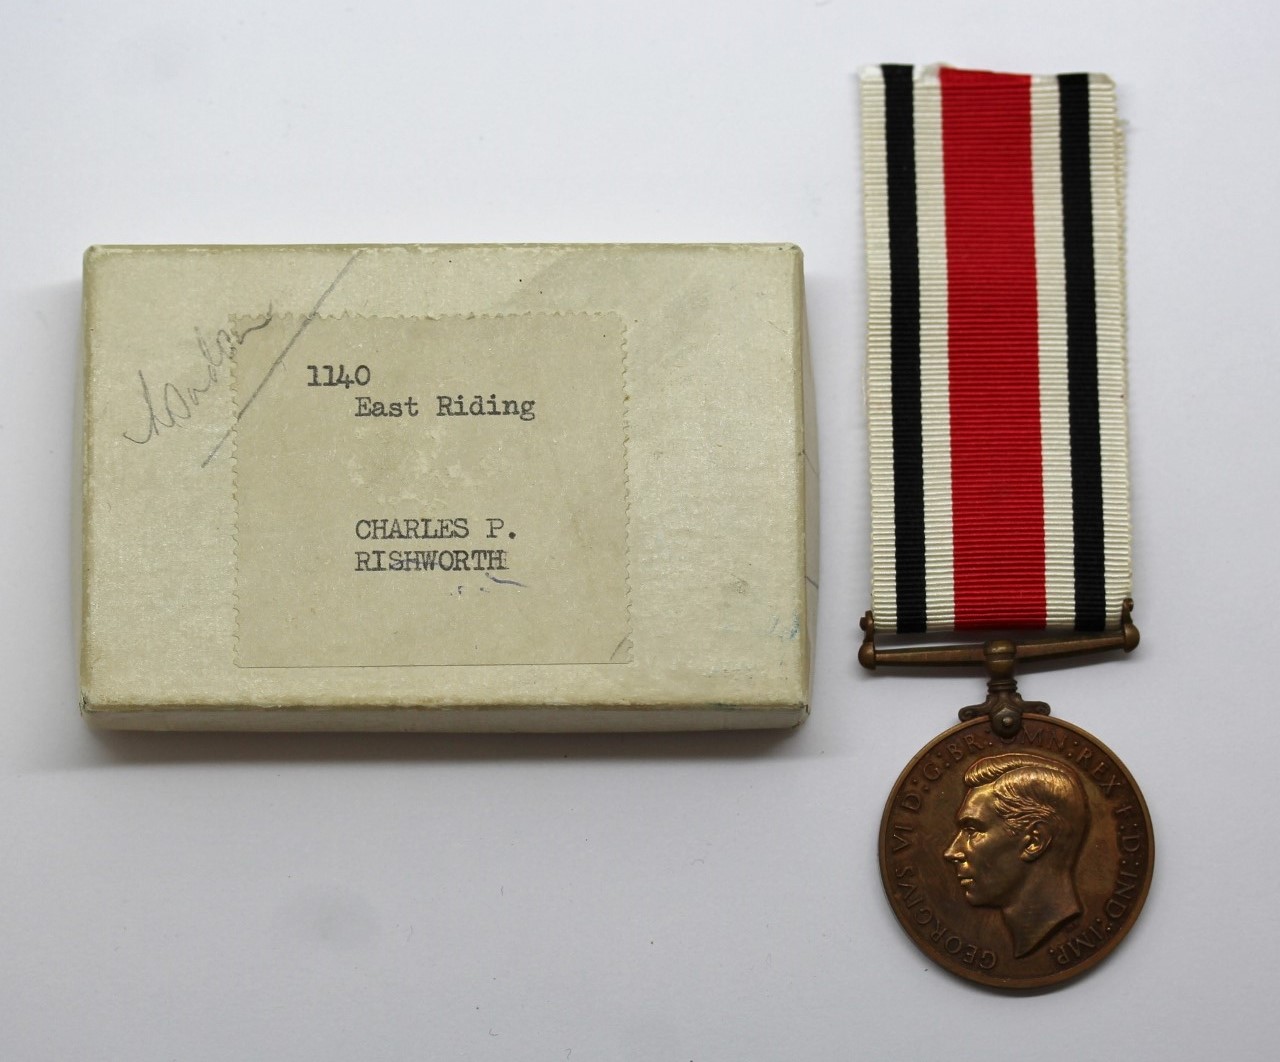 1140
East Riding
CHARLES P.
RISHWORTH
GEORGIVS VI D:G:BR:OMN:REX F:D:IND:IMP.